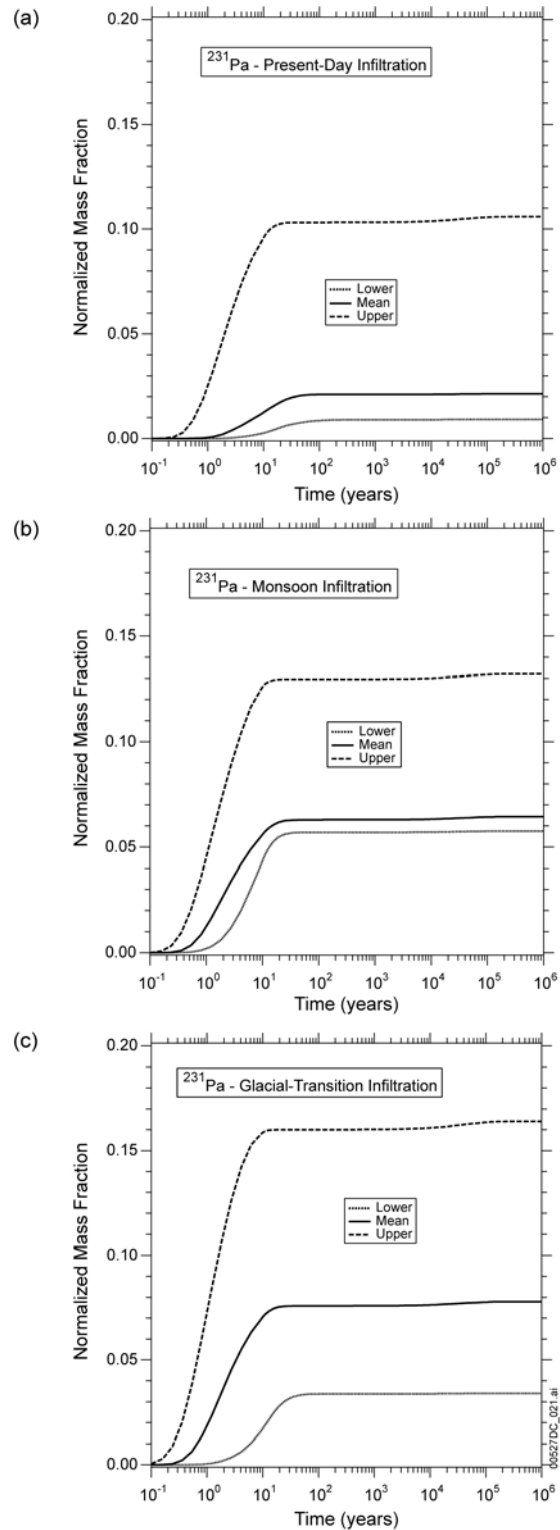 (a)
0.20
0.15
0.10
0.05
0.00
Normalized Mass Fraction
²³¹Pa - Present-Day Infiltration
Lower
Mean
Upper
10⁻¹ 10⁰ 10¹ 10² 10³ 10⁴ 10⁵ 10⁶
Time (years)
(b)
0.20
0.15
0.10
0.05
0.00
Normalized Mass Fraction
²³¹Pa - Monsoon Infiltration
Lower
Mean
Upper
10⁻¹ 10⁰ 10¹ 10² 10³ 10⁴ 10⁵ 10⁶
Time (years)
(c)
0.20
0.15
0.10
0.05
0.00
Normalized Mass Fraction
²³¹Pa - Glacial-Transition Infiltration
Lower
Mean
Upper
10⁻¹ 10⁰ 10¹ 10² 10³ 10⁴ 10⁵ 10⁶
Time (years)
00527DC_021.ai